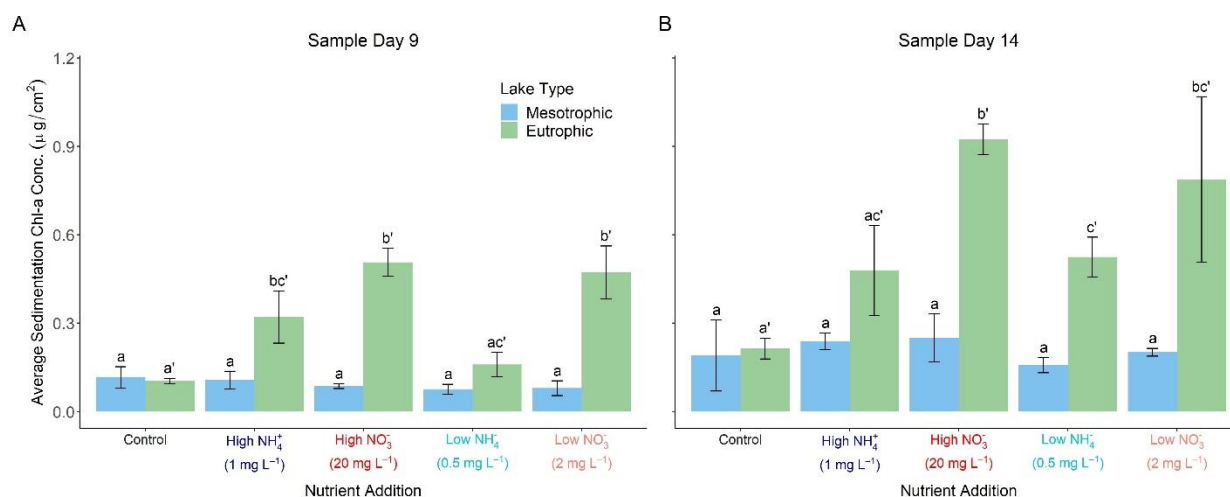 A
Sample Day 9
B
Sample Day 14
Average Sedimentation Chl-a Conc. (μg/cm²)
1.2
0.9
0.6
0.3
0.0
Lake Type
Mesotrophic
Eutrophic
a
a'
a
bc'
a
b'
a
ac'
a
b'
a
a'
a
ac'
a
b'
a
c'
a
bc'
Control
High NH₄⁺
(1 mg L⁻¹)
High NO₃⁻
(20 mg L⁻¹)
Low NH₄⁻
(0.5 mg L⁻¹)
Low NO₃⁻
(2 mg L⁻¹)
Control
High NH₄⁺
(1 mg L⁻¹)
High NO₃⁻
(20 mg L⁻¹)
Low NH₄⁻
(0.5 mg L⁻¹)
Low NO₃⁻
(2 mg L⁻¹)
Nutrient Addition
Nutrient Addition